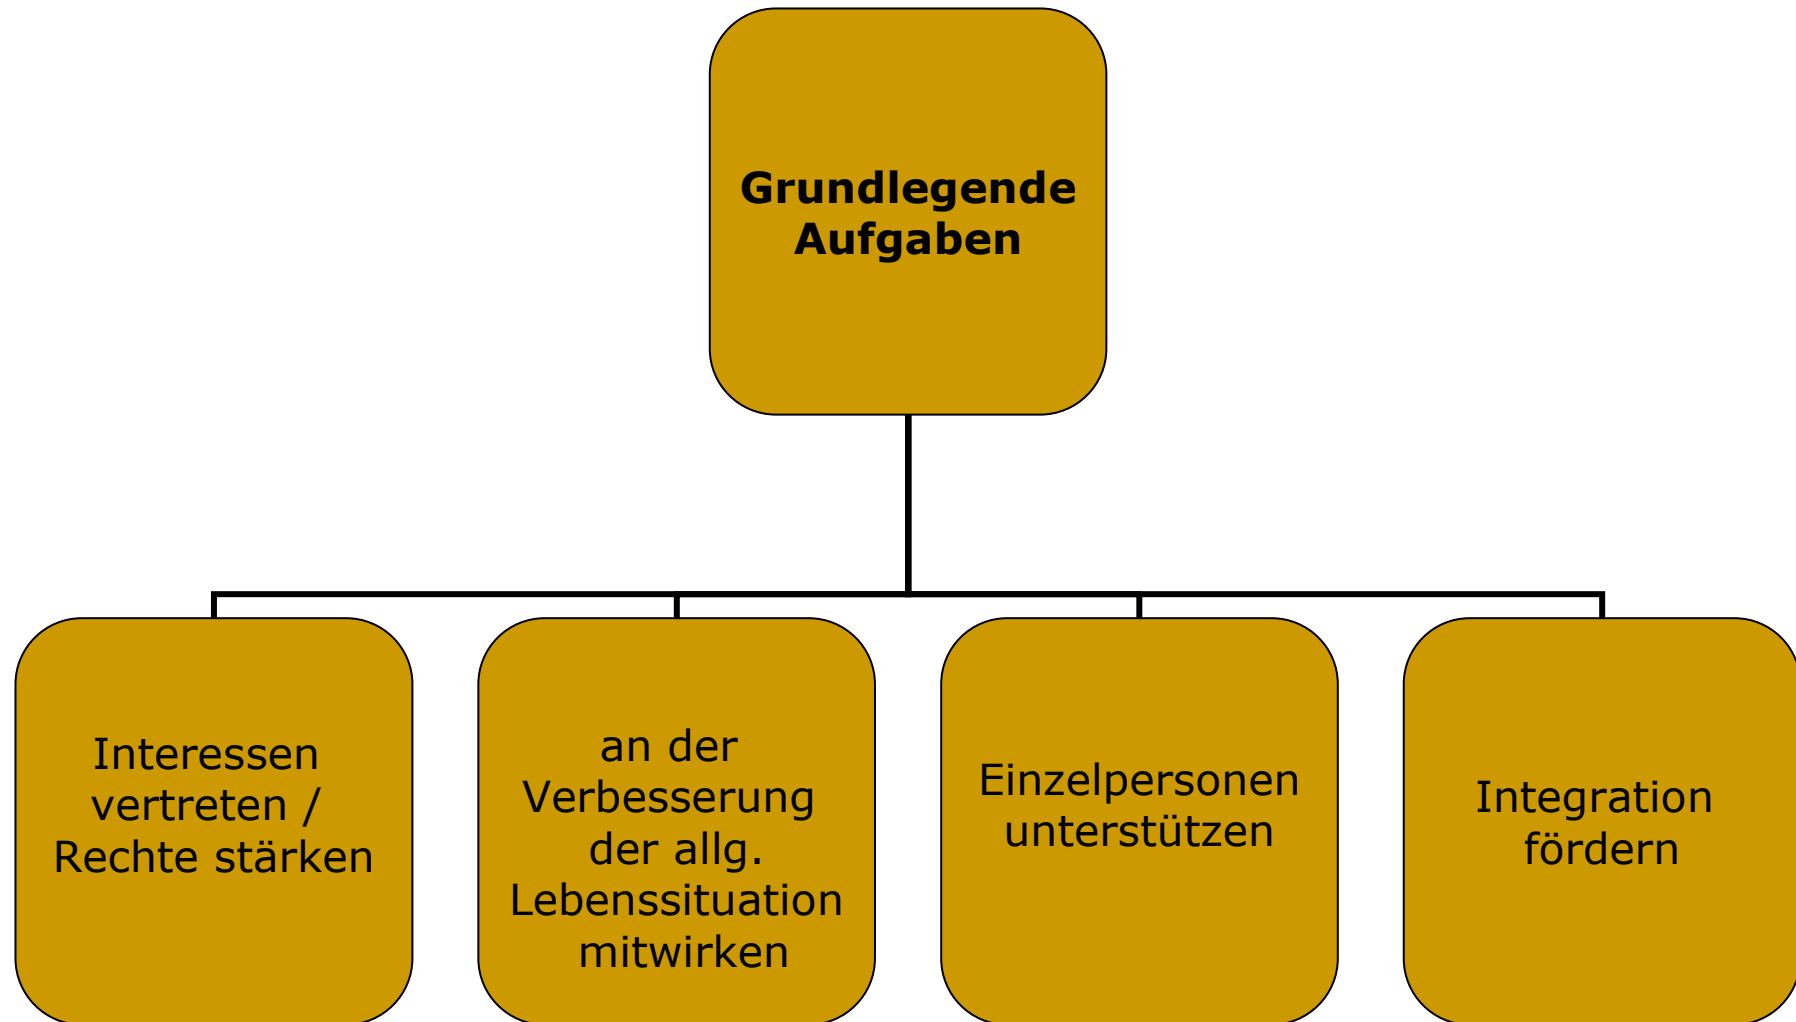 Grundlegende
Aufgaben
Interessen
vertreten /
Rechte stärken
an der
Verbesserung
der allg.
Lebenssituation
mitwirken
Einzelpersonen
unterstützen
Integration
fördern